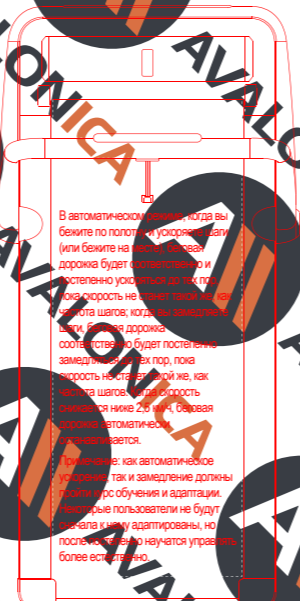 AVALONICA
AVALO
В автоматическом режиме, когда вы
бежите по полотну и ускоряете шаги
(или бежите на месте), беговая
дорожка будет соответственно и
постепенно ускоряться до тех пор,
пока скорость не станет такой же, как
частота шагов; когда вы замедляете
шаги, беговая дорожка
соответственно будет постепенно
замедляться до тех пор, пока
скорость не станет такой же, как
частота шагов. Когда скорость
снижается ниже 2,6 км/ч, беговая
дорожка автоматически
останавливается.
Примечание: как автоматическое
ускорение, так и замедление должны
пройти курс обучения и адаптации.
Некоторые пользователи не будут
сначала к нему адаптированы, но
после постепенно научатся управлять
более естественно.
AVALONICA